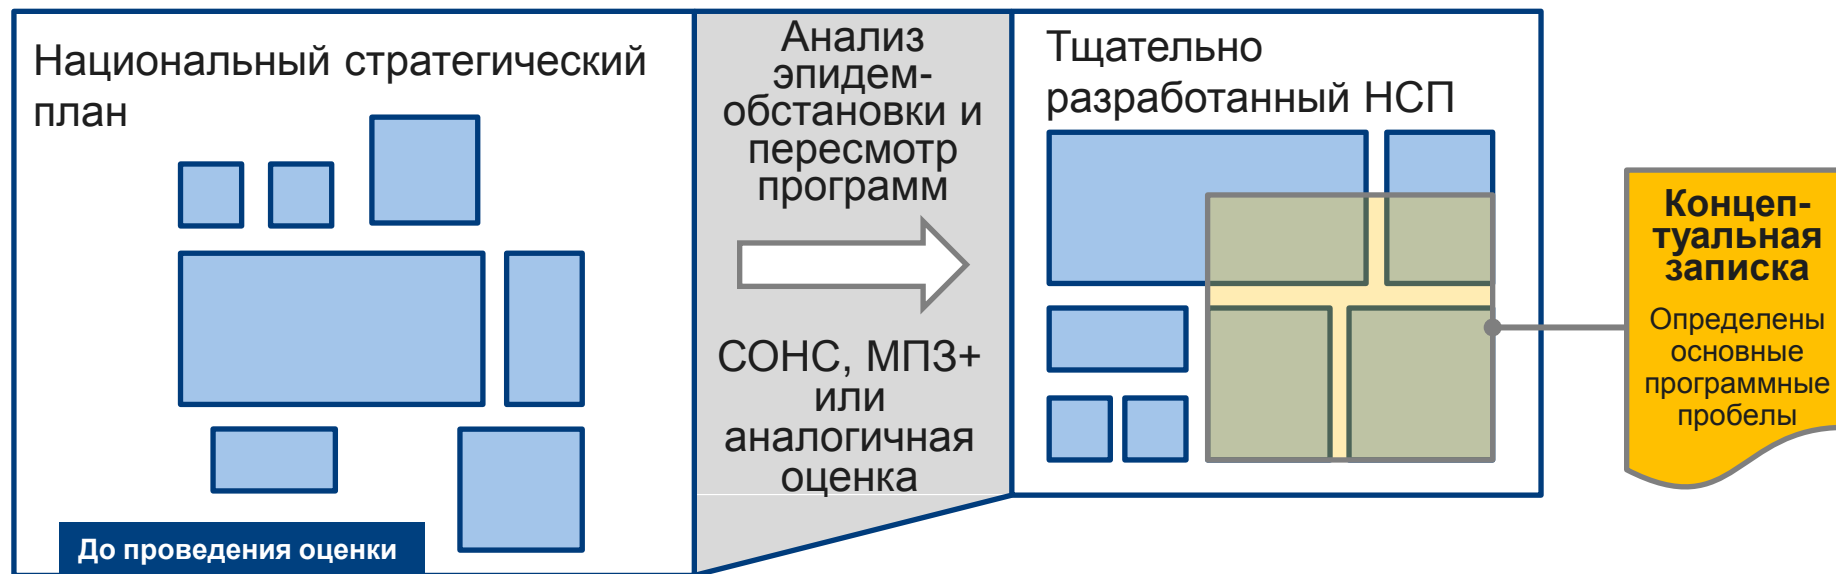 Национальный стратегический
план
До проведения оценки
Анализ
эпидем-
обстановки и
пересмотр
программ
СОНС, МПЗ+
или
аналогичная
оценка
Тщательно
разработанный НСП
Концеп-
туальная
записка
Определены
основные
программные
пробелы